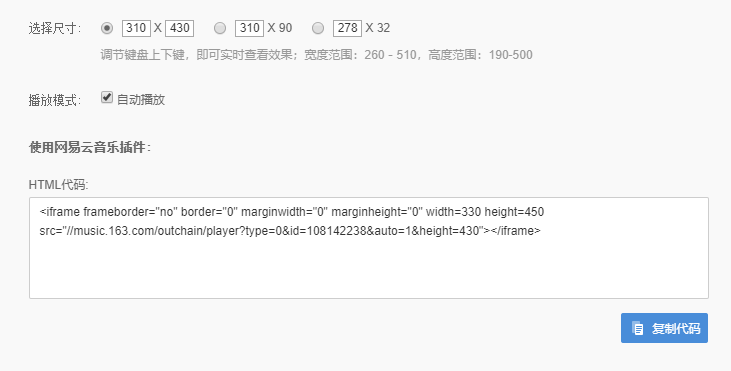 选择尺寸： 310 X 430 310 X 90 278 X 32
调节键盘上下键，即可实时查看效果；宽度范围：260 - 510，高度范围：190-500
播放模式： 自动播放
使用网易云音乐插件：
HTML代码:
<iframe frameborder="no" border="0" marginwidth="0" marginheight="0" width=330 height=450
src="//music.163.com/outchain/player?type=0&id=108142238&auto=1&height=430"></iframe>
复制代码